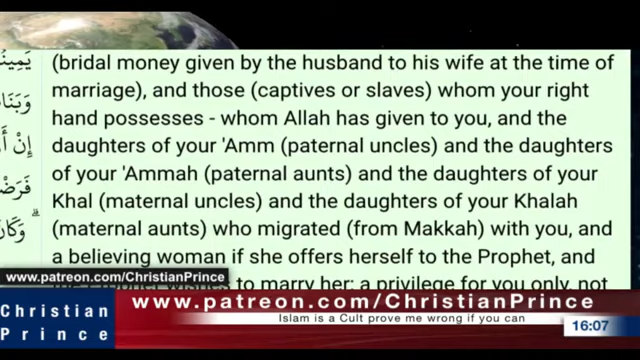 (bridal money given by the husband to his wife at the time of
marriage), and those (captives or slaves) whom your right
hand possesses - whom Allah has given to you, and the
daughters of your 'Amm (paternal uncles) and the daughters
of your 'Ammah (paternal aunts) and the daughters of your
Khal (maternal uncles) and the daughters of your Khalah
(maternal aunts) who migrated (from Makkah) with you, and
a believing woman if she offers herself to the Prophet, and
the Prophet wishes to marry her; a privilege for you only, not
www.patreon.com/ChristianPrince
Christian
Prince
www.patreon.com/ChristianPrince
Islam is a Cult prove me wrong if you can
16:07